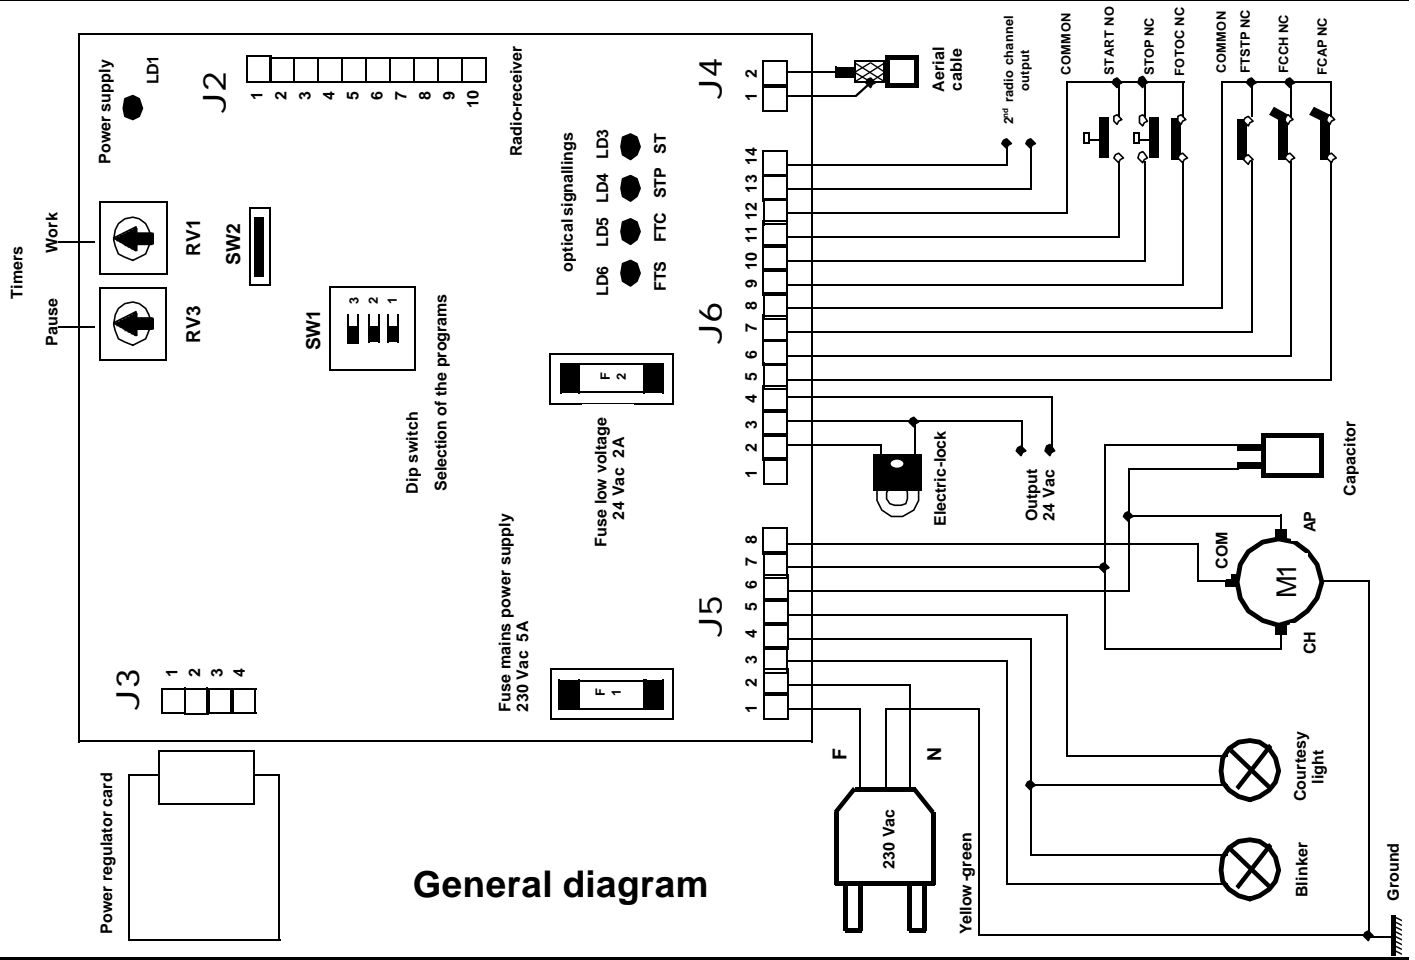 Timers
Pause
Work
Power supply
LD1
J2
1 2 3 4 5 6 7 8 9 10
Radio-receiver
RV3
RV1
SW2
SW1
3
2
1
Dip switch
Selection of the programs
optical signallings
LD6 LD5 LD4 LD3
FTS FTC STP ST
F 2
Fuse low voltage
24 Vac 2A
Fuse mains power supply
230 Vac 5A
F 1
J3
1 2 3 4
Power regulator card
J4
1 2
Aerial
cable
J6
1 2 3 4 5 6 7 8 9 10 11 12 13 14
2nd radio channel
output
COMMON
START NO
STOP NC
FOTOC NC
COMMON
FTSTP NC
FCCH NC
FCAP NC
Electric-lock
Output
24 Vac
Capacitor
J5
1 2 3 4 5 6 7 8
COM
AP
M1
CH
F
N
230 Vac
Yellow-green
Courtesy
light
Blinker
Ground
General diagram